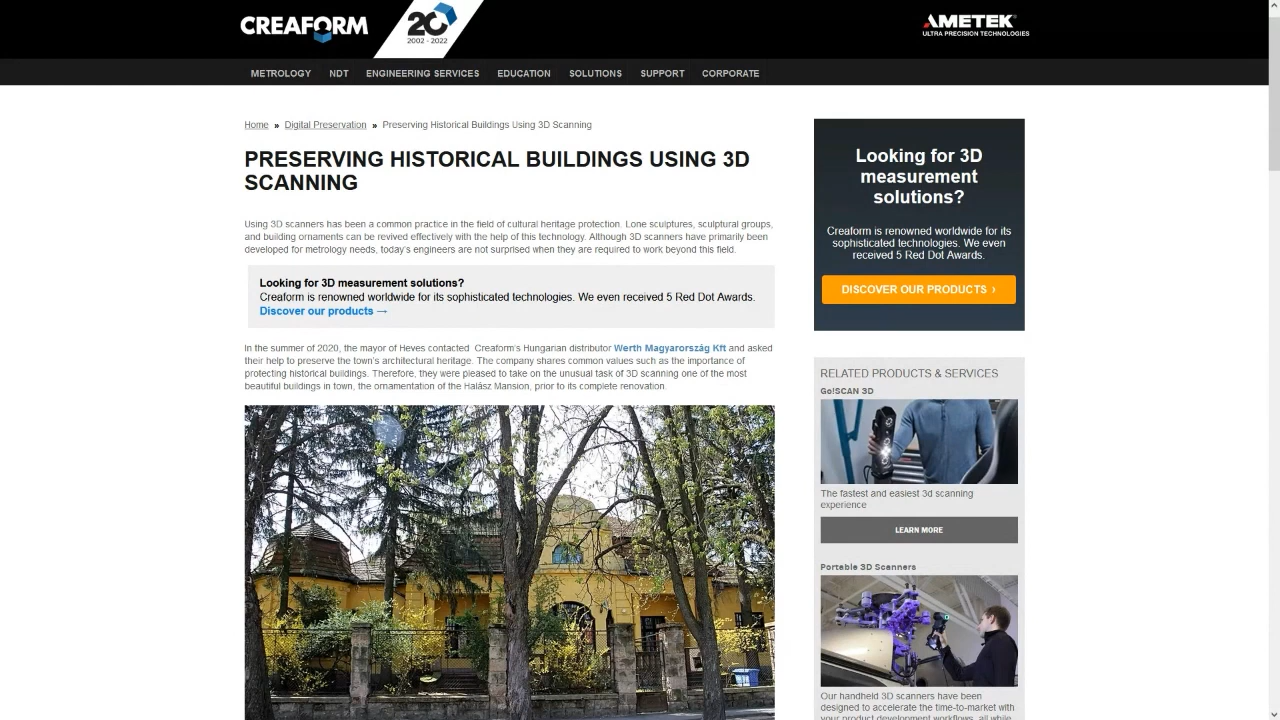 CREAFORM
20
2002 - 2022
AMETEK®
ULTRA PRECISION TECHNOLOGIES
METROLOGY NDT ENGINEERING SERVICES EDUCATION SOLUTIONS SUPPORT CORPORATE
Home » Digital Preservation » Preserving Historical Buildings Using 3D Scanning
PRESERVING HISTORICAL BUILDINGS USING 3D
SCANNING
Using 3D scanners has been a common practice in the field of cultural heritage protection. Lone sculptures, sculptural groups,
and building ornaments can be revived effectively with the help of this technology. Although 3D scanners have primarily been
developed for metrology needs, today's engineers are not surprised when they are required to work beyond this field.
Looking for 3D measurement solutions?
Creaform is renowned worldwide for its sophisticated technologies. We even received 5 Red Dot Awards.
Discover our products →
In the summer of 2020, the mayor of Heves contacted Creaform's Hungarian distributor Werth Magyarország Kft and asked
their help to preserve the town's architectural heritage. The company shares common values such as the importance of
protecting historical buildings. Therefore, they were pleased to take on the unusual task of 3D scanning one of the most
beautiful buildings in town, the ornamentation of the Halász Mansion, prior to its complete renovation.
Looking for 3D
measurement
solutions?
Creaform is renowned worldwide for its
sophisticated technologies. We even
received 5 Red Dot Awards.
DISCOVER OUR PRODUCTS ›
RELATED PRODUCTS & SERVICES
Go!SCAN 3D
The fastest and easiest 3d scanning
experience
LEARN MORE
Portable 3D Scanners
Our handheld 3D scanners have been
designed to accelerate the time-to-market with
your product development workflows, all while